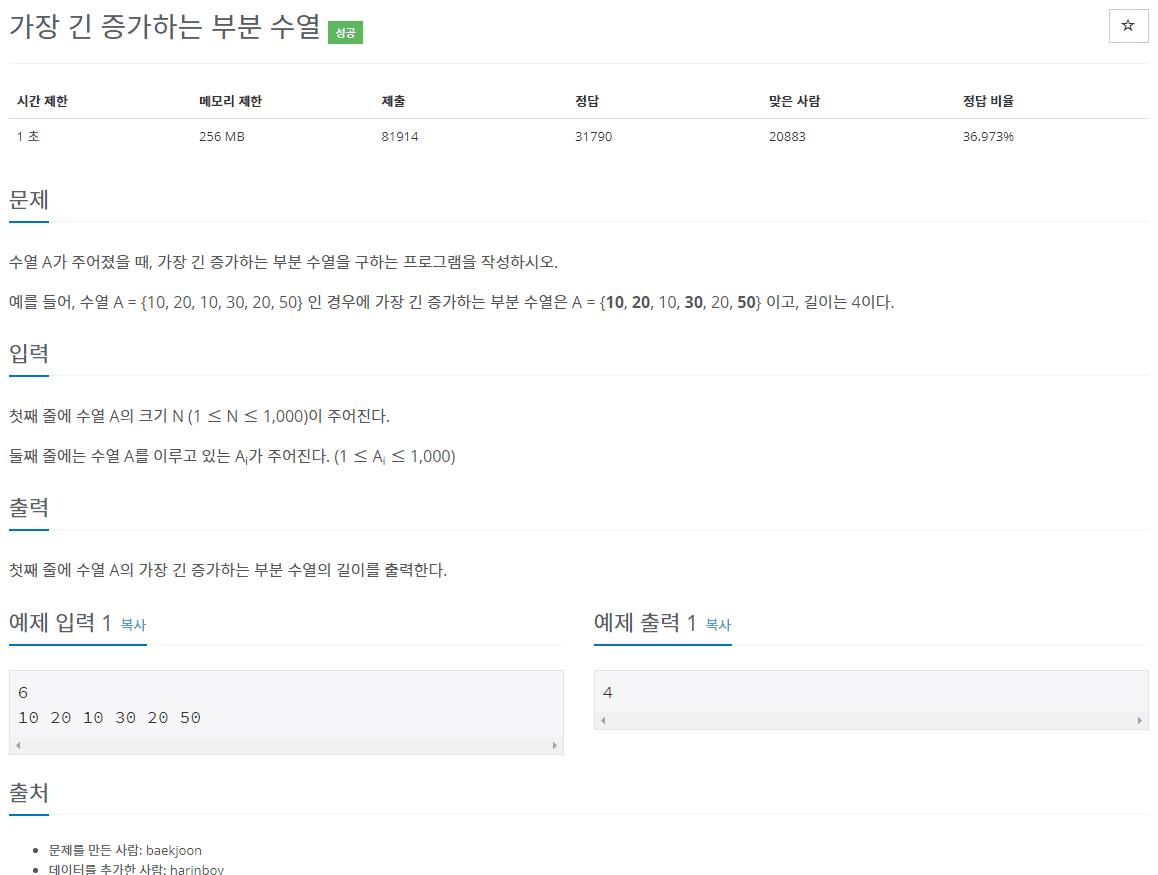 가장 긴 증가하는 부분 수열 성공
☆
시간 제한 메모리 제한 제출 정답 맞은 사람 정답 비율
1 초 256 MB 81914 31790 20883 36.973%
문제
수열 A가 주어졌을 때, 가장 긴 증가하는 부분 수열을 구하는 프로그램을 작성하시오.
예를 들어, 수열 A = {10, 20, 10, 30, 20, 50} 인 경우에 가장 긴 증가하는 부분 수열은 A = {10, 20, 10, 30, 20, 50} 이고, 길이는 4이다.
입력
첫째 줄에 수열 A의 크기 N (1 ≤ N ≤ 1,000)이 주어진다.
둘째 줄에는 수열 A를 이루고 있는 Aᵢ가 주어진다. (1 ≤ Aᵢ ≤ 1,000)
출력
첫째 줄에 수열 A의 가장 긴 증가하는 부분 수열의 길이를 출력한다.
예제 입력 1 복사
6
10 20 10 30 20 50
예제 출력 1 복사
4
출처
문제를 만든 사람: baekjoon
데이터를 추가한 사람: harinboy